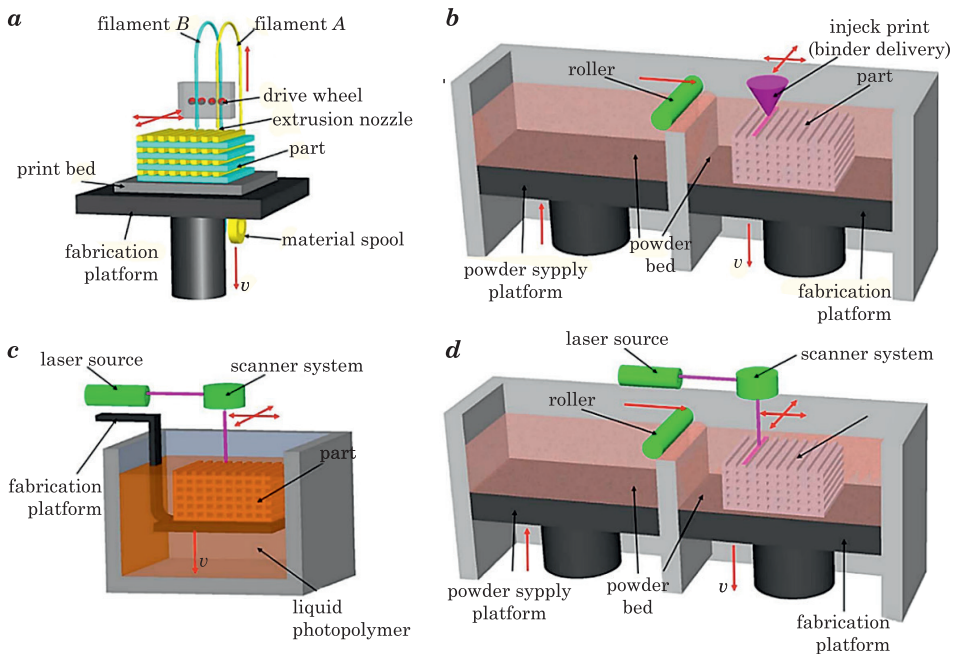 a
filament B
filament A
drive wheel
extrusion nozzle
part
print bed
material spool
fabrication
platform
v
b
injeck print
(binder delivery)
roller
part
powder sypply
platform
powder
bed
v
fabrication
platform
c
laser source
scanner system
part
fabrication
platform
v
liquid
photopolymer
d
laser source
scanner system
roller
powder sypply
platform
powder
bed
v
fabrication
platform